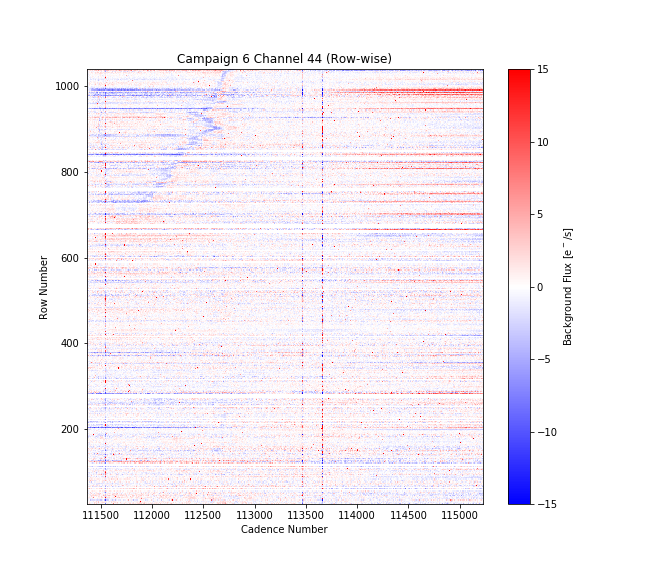 Campaign 6 Channel 44 (Row-wise)
1000
800
600
400
200
Row Number
111500 112000 112500 113000 113500 114000 114500 115000
Cadence Number
15
10
5
0
−5
−10
−15
Background Flux [e⁻/s]